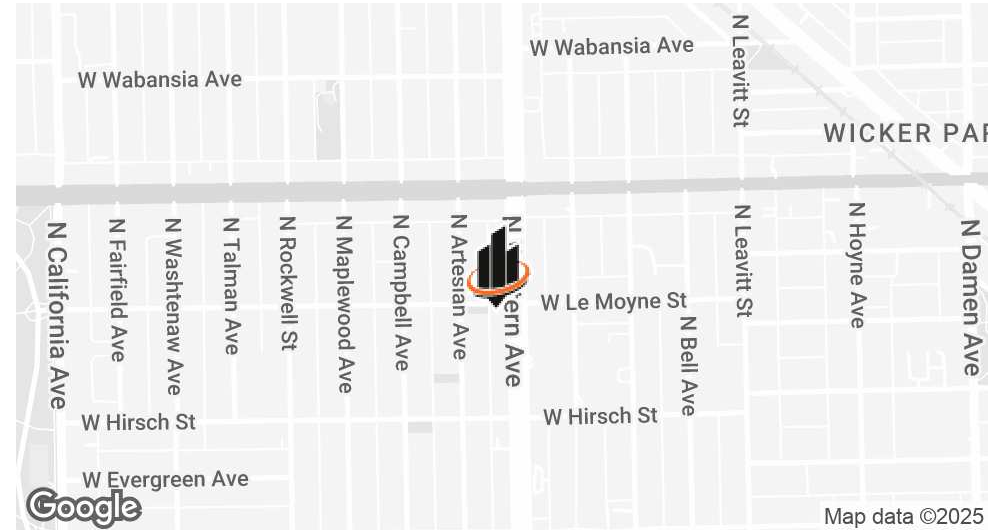 W Wabansia Ave
W Wabansia Ave
N Leavitt St
WICKER PAR
N California Ave
N Fairfield Ave
N Washtenaw Ave
N Talman Ave
N Rockwell St
N Maplewood Ave
N Campbell Ave
N Artesian Ave
N
ern Ave
W Le Moyne St
N Bell Ave
N Leavitt St
N Hoyne Ave
N Damen Ave
W Hirsch St
W Hirsch St
W Evergreen Ave
Google
Map data ©2025